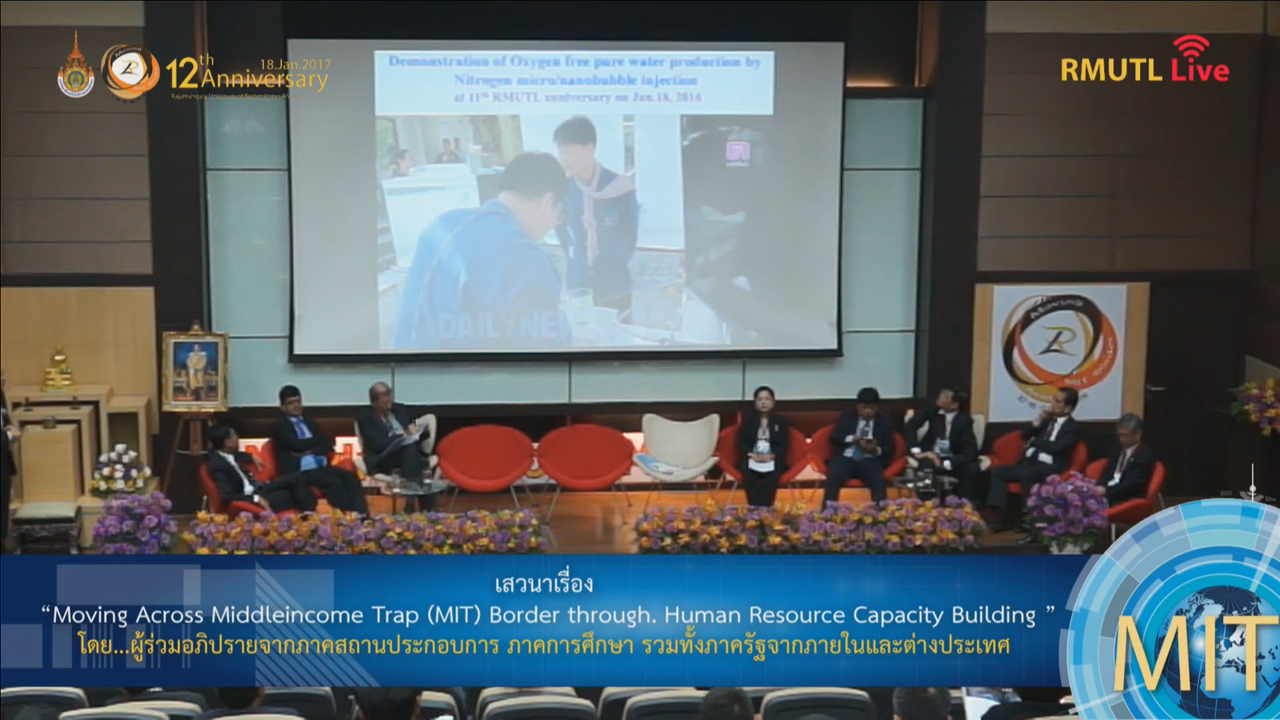 12th
18.Jan.2017
Anniversary
RMUTL Live
Demonstration of Oxygen free pure water production by
Nitrogen micro/nanobubble injection
at 11th RMUTL anniversary on Jan.18, 2016
DAILYNE
เสวนาเรื่อง
“Moving Across Middleincome Trap (MIT) Border through. Human Resource Capacity Building ”
โดย...ผู้ร่วมอภิปรายจากภาคสถานประกอบการ ภาคการศึกษา รวมทั้งภาครัฐจากภายในและต่างประเทศ
MIT